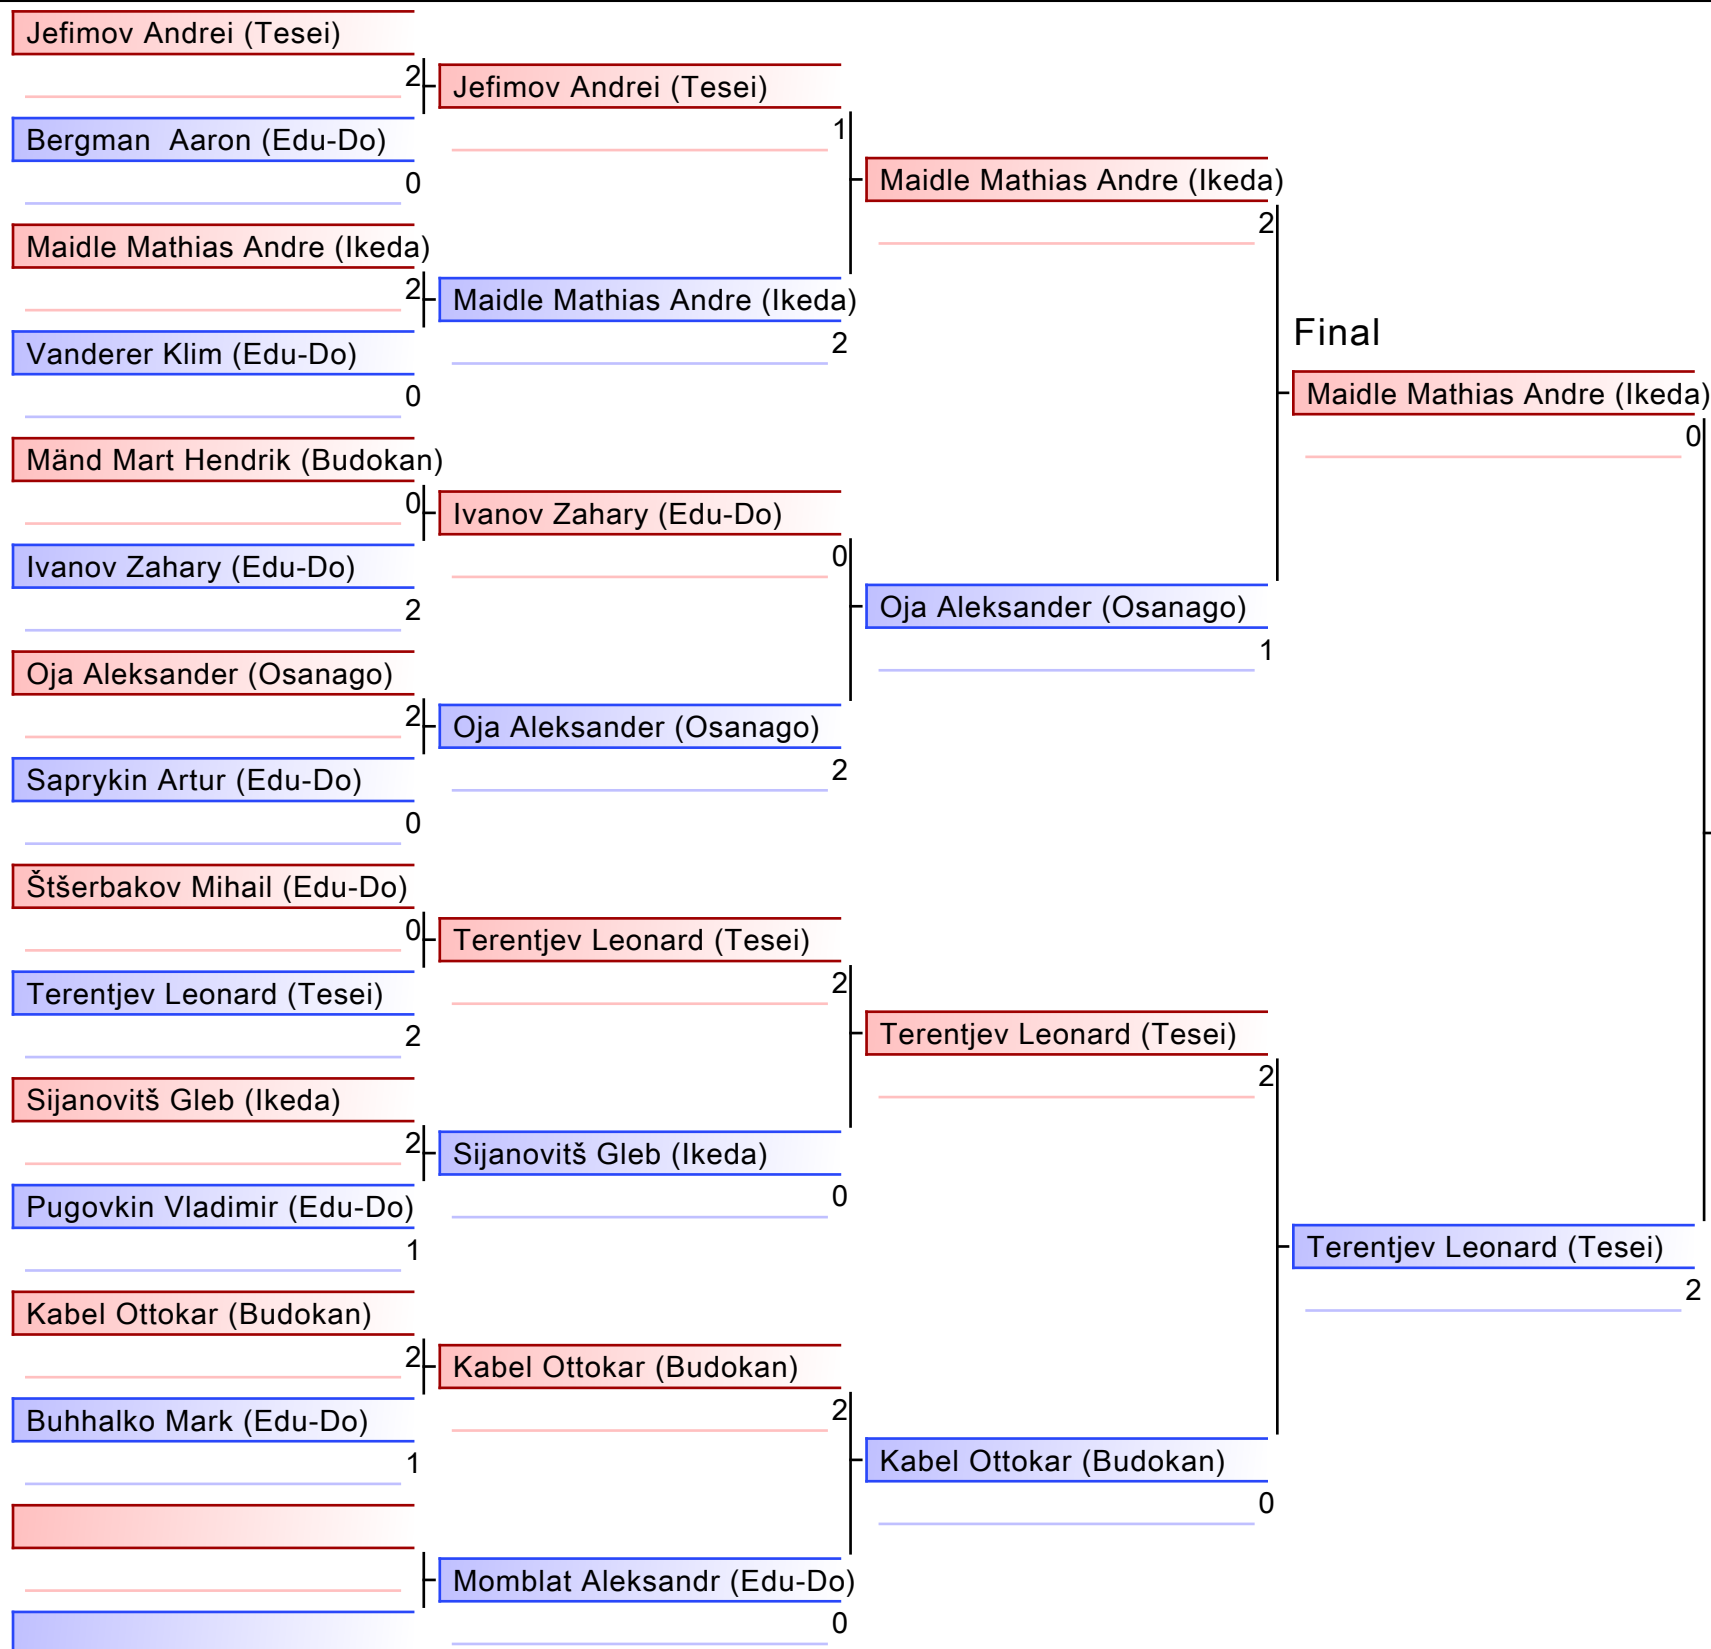 Jefimov Andrei (Tesei)
2
Bergman  Aaron (Edu-Do)
0
Maidle Mathias Andre (Ikeda)
2
Vanderer Klim (Edu-Do)
0
Mänd Mart Hendrik (Budokan)
0
Ivanov Zahary (Edu-Do)
2
Oja Aleksander (Osanago)
2
Saprykin Artur (Edu-Do)
0
Štšerbakov Mihail (Edu-Do)
0
Terentjev Leonard (Tesei)
2
Sijanovitš Gleb (Ikeda)
2
Pugovkin Vladimir (Edu-Do)
1
Kabel Ottokar (Budokan)
2
Buhhalko Mark (Edu-Do)
1
Jefimov Andrei (Tesei)
1
Maidle Mathias Andre (Ikeda)
2
Ivanov Zahary (Edu-Do)
0
Oja Aleksander (Osanago)
2
Terentjev Leonard (Tesei)
2
Sijanovitš Gleb (Ikeda)
0
Kabel Ottokar (Budokan)
2
Momblat Aleksandr (Edu-Do)
0
Maidle Mathias Andre (Ikeda)
2
Oja Aleksander (Osanago)
1
Terentjev Leonard (Tesei)
2
Kabel Ottokar (Budokan)
0
Final
Maidle Mathias Andre (Ikeda)
0
Terentjev Leonard (Tesei)
2